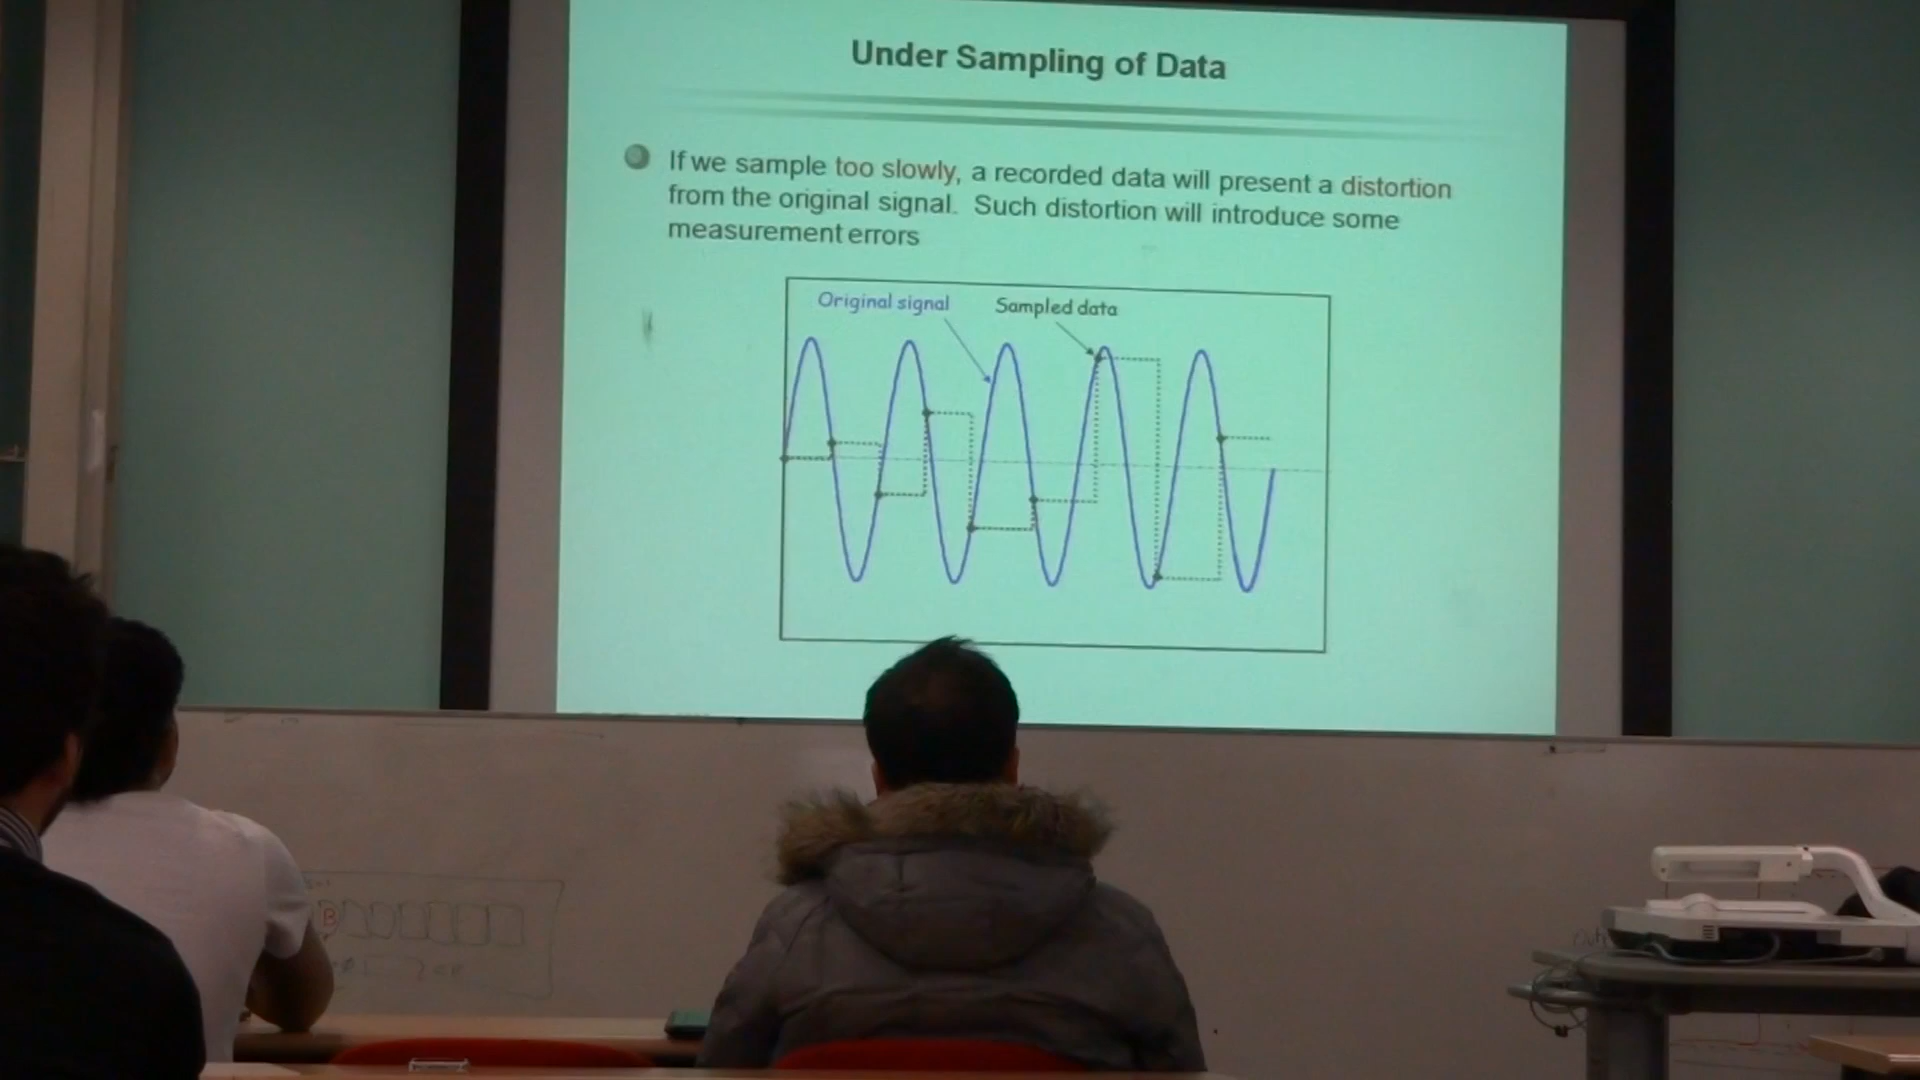 Under Sampling of Data
If we sample too slowly, a recorded data will present a distortion
from the original signal. Such distortion will introduce some
measurement errors
Original signal
Sampled data
B